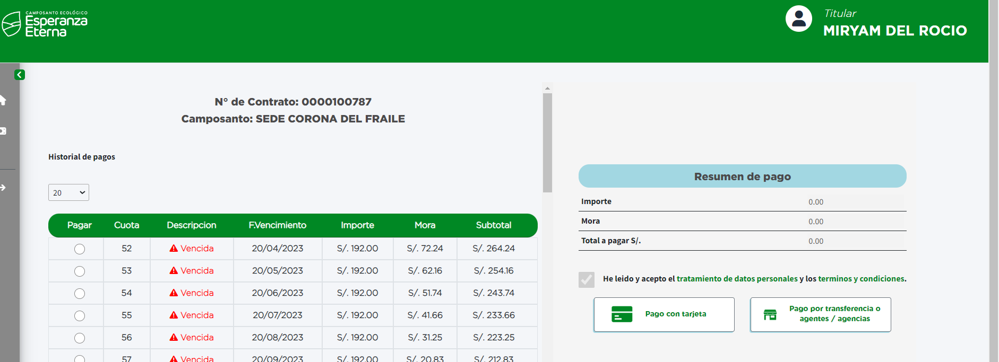 CAMPOSANTO ECOLÓGICO
Esperanza
Eterna
Titular
MIRYAM DEL ROCIO
N° de Contrato: 0000100787
Camposanto: SEDE CORONA DEL FRAILE
Historial de pagos
20
Pagar Cuota Descripcion F.Vencimiento Importe Mora Subtotal
52 Vencida 20/04/2023 S/. 192.00 S/. 72.24 S/. 264.24
53 Vencida 20/05/2023 S/. 192.00 S/. 62.16 S/. 254.16
54 Vencida 20/06/2023 S/. 192.00 S/. 51.74 S/. 243.74
55 Vencida 20/07/2023 S/. 192.00 S/. 41.66 S/. 233.66
56 Vencida 20/08/2023 S/. 192.00 S/. 31.25 S/. 223.25
57 Vencida 20/09/2023 S/. 192.00 S/. 20.83 S/. 212.83
Resumen de pago
Importe 0.00
Mora 0.00
Total a pagar S/. 0.00
He leido y acepto el tratamiento de datos personales y los terminos y condiciones.
Pago con tarjeta
Pago por transferencia o
agentes / agencias